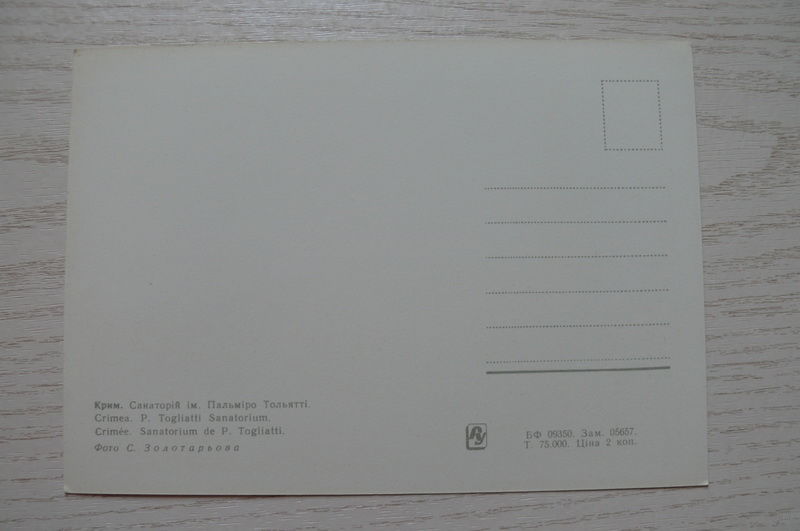 Крим. Санаторій ім. Пальміро Тольятті.
Crimea. P. Togliatti Sanatorium.
Crimée. Sanatorium de P. Togliatti.
Фото С. Золотарьова
БФ 09350. Зам. 05657.
Т. 75.000. Ціна 2 коп.